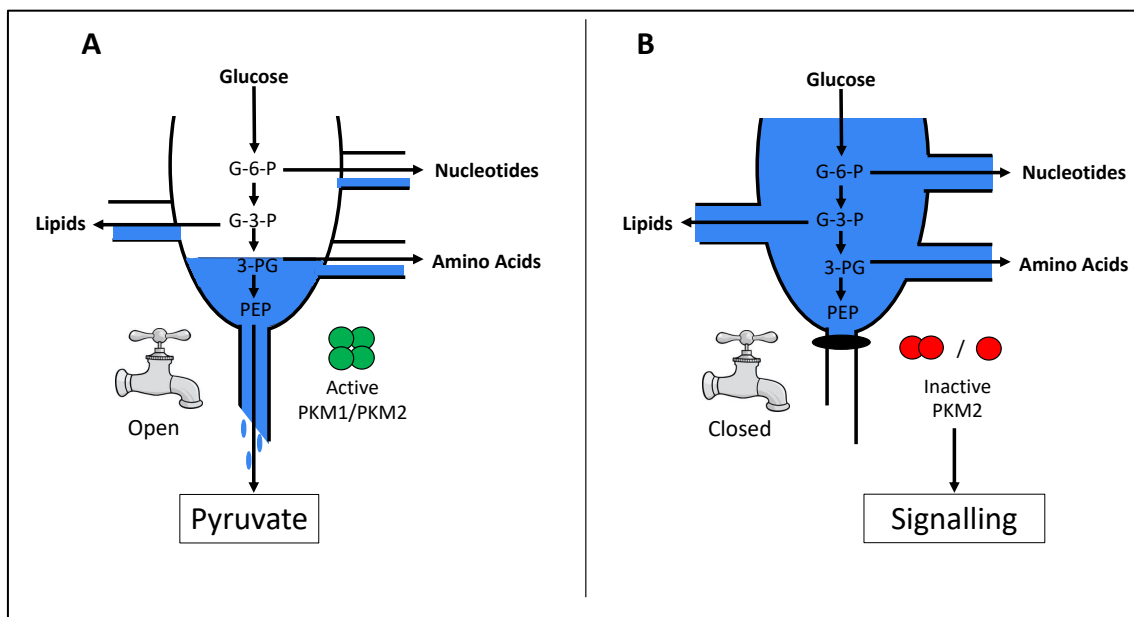 A
Glucose
G-6-P
Nucleotides
Lipids
G-3-P
3-PG
Amino Acids
PEP
Open
Active
PKM1/PKM2
Pyruvate
B
Glucose
G-6-P
Nucleotides
Lipids
G-3-P
3-PG
Amino Acids
PEP
Closed
/
Inactive
PKM2
Signalling